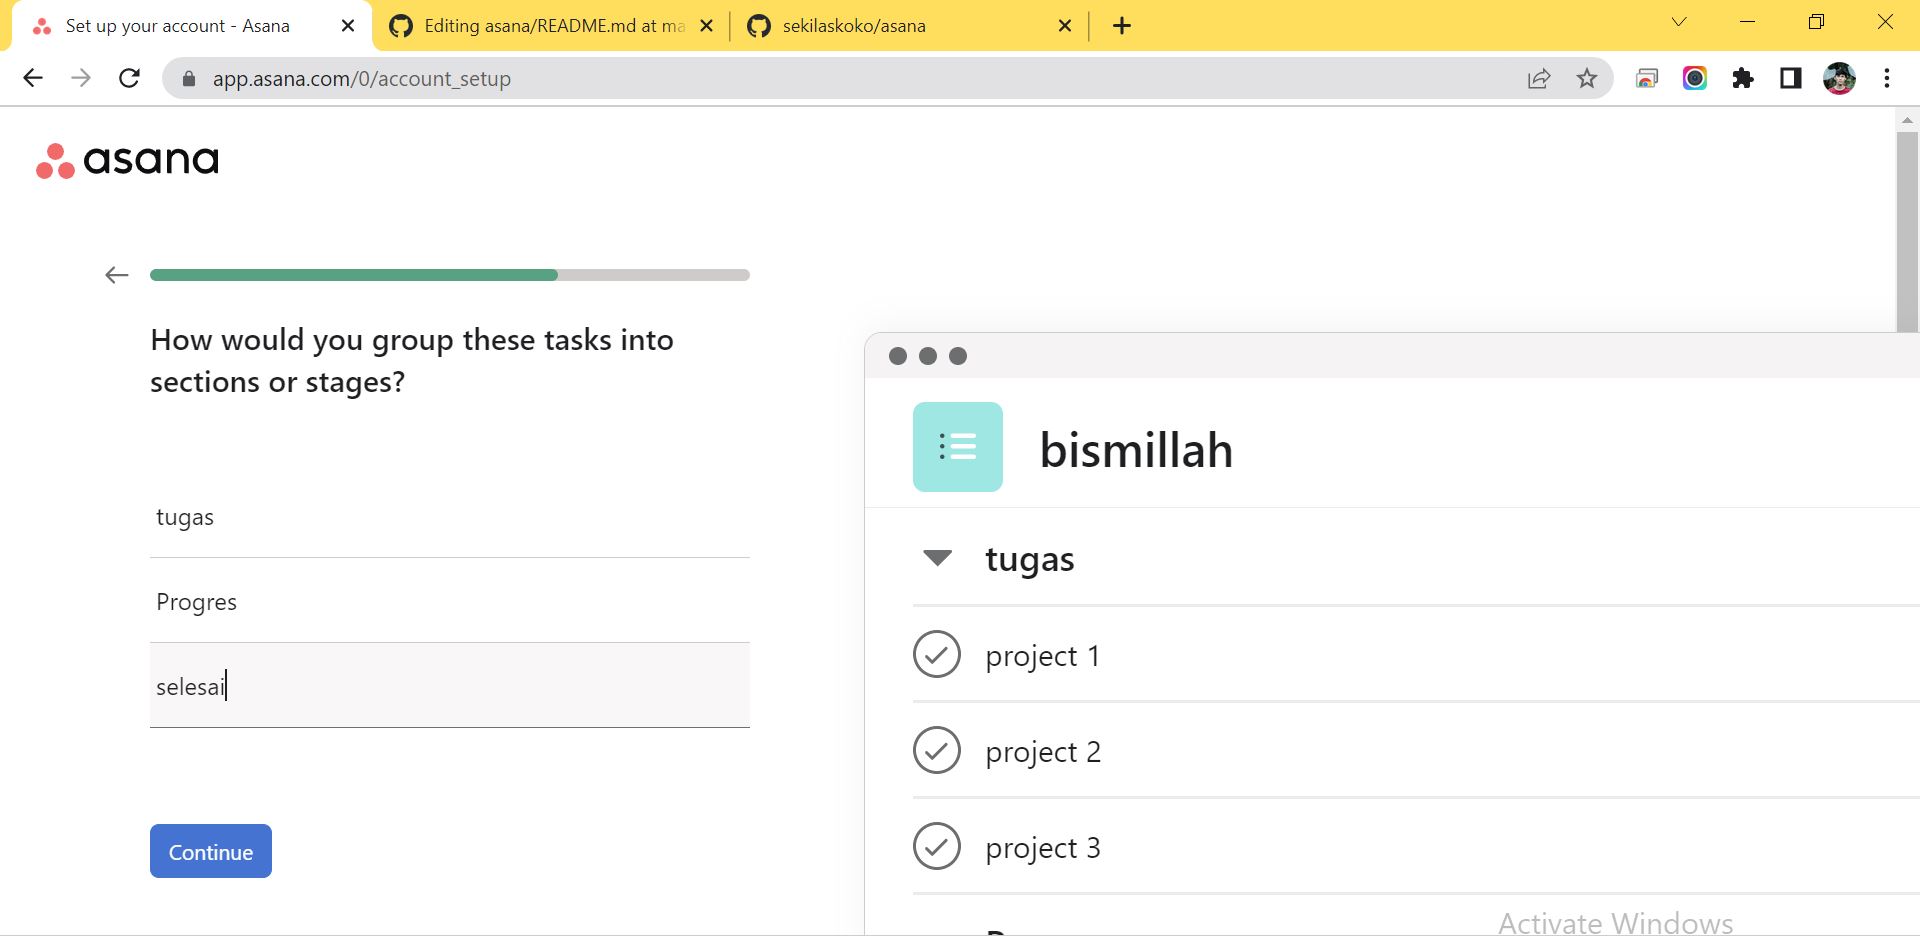 Set up your account - Asana
Editing asana/README.md at ma
sekilaskoko/asana
app.asana.com/0/account_setup
asana
How would you group these tasks into
sections or stages?
tugas
Progres
selesai
Continue
bismillah
tugas
project 1
project 2
project 3
Activate Windows